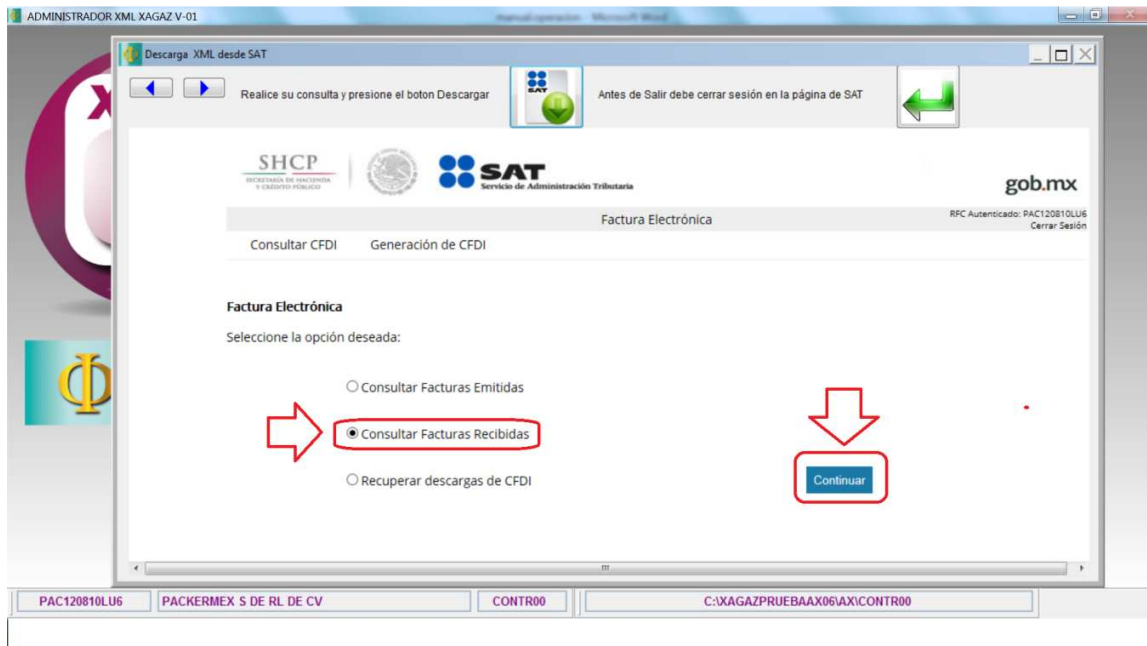 ADMINISTRADOR XML XAGAZ V-01
manual operacion - Microsoft Word
Descarga XML desde SAT
Realice su consulta y presione el boton Descargar
SAT
Antes de Salir debe cerrar sesión en la página de SAT
X
SHCP
SECRETARÍA DE HACIENDA
Y CRÉDITO PÚBLICO
SAT
Servicio de Administración Tributaria
gob.mx
Factura Electrónica
RFC Autenticado: PAC120810LU6
Cerrar Sesión
Consultar CFDI
Generación de CFDI
Factura Electrónica
Seleccione la opción deseada:
Consultar Facturas Emitidas
Consultar Facturas Recibidas
Recuperar descargas de CFDI
Continuar
Φ
PAC120810LU6
PACKERMEX S DE RL DE CV
CONTR00
C:\XAGAZPRUEBAAX06\AX\CONTR00